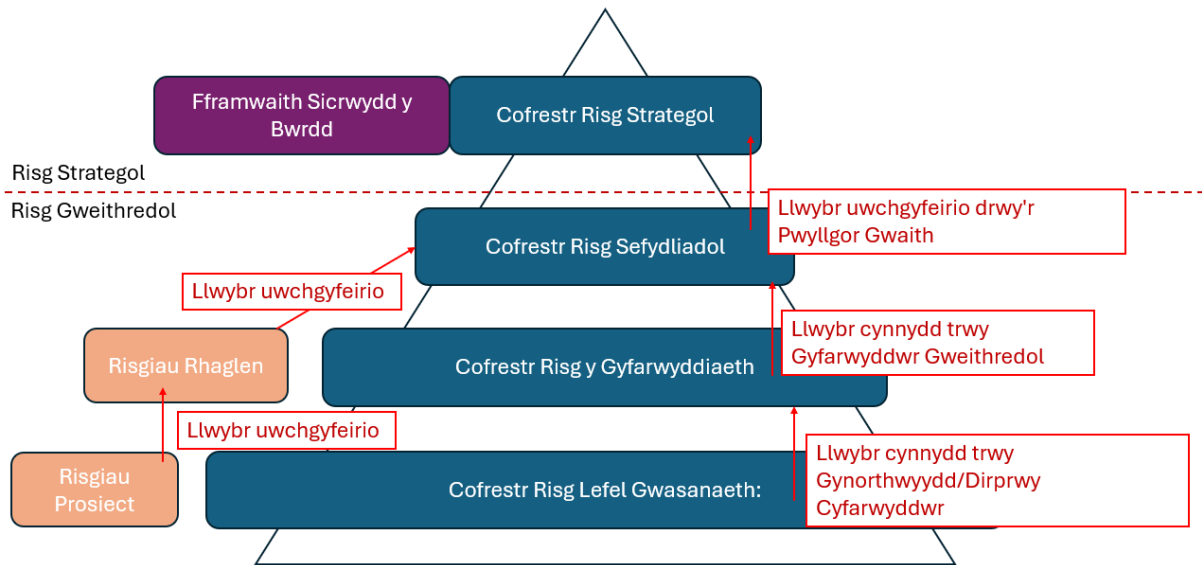 Fframwaith Sicrwydd y
Bwrdd
Cofrestr Risg Strategol
Risg Strategol
Risg Gweithredol
Llwybr uwchgyfeirio drwy'r
Pwyllgor Gwaith
Cofrestr Risg Sefydliadol
Llwybr uwchgyfeirio
Llwybr cynnydd trwy
Gyfarwyddwr Gweithredol
Risgiau Rhaglen
Cofrestr Risg y Gyfarwyddiaeth
Llwybr uwchgyfeirio
Llwybr cynnydd trwy
Gynorthwyydd/Dirprwy
Cyfarwyddwr
Risgiau
Prosiect
Cofrestr Risg Lefel Gwasanaeth: